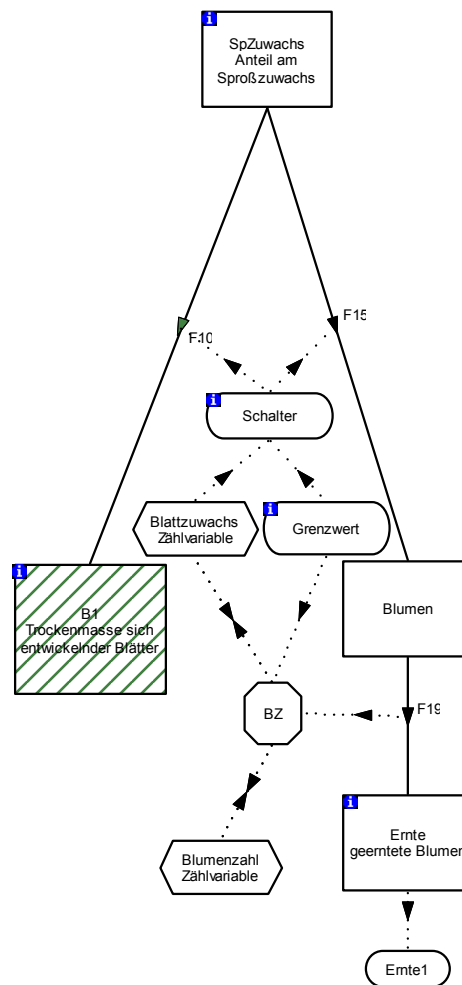 i
SpZuwachs
Anteil am
Sproßzuwachs
F15
F10
i
Schalter
Blattzuwachs
Zählvariable
i
Grenzwert
i
B1
Trockenmasse sich
entwickelnder Blätter
Blumen
BZ
F19
i
Ernte
geerntete Blumen
Blumenzahl
Zählvariable
Ernte1